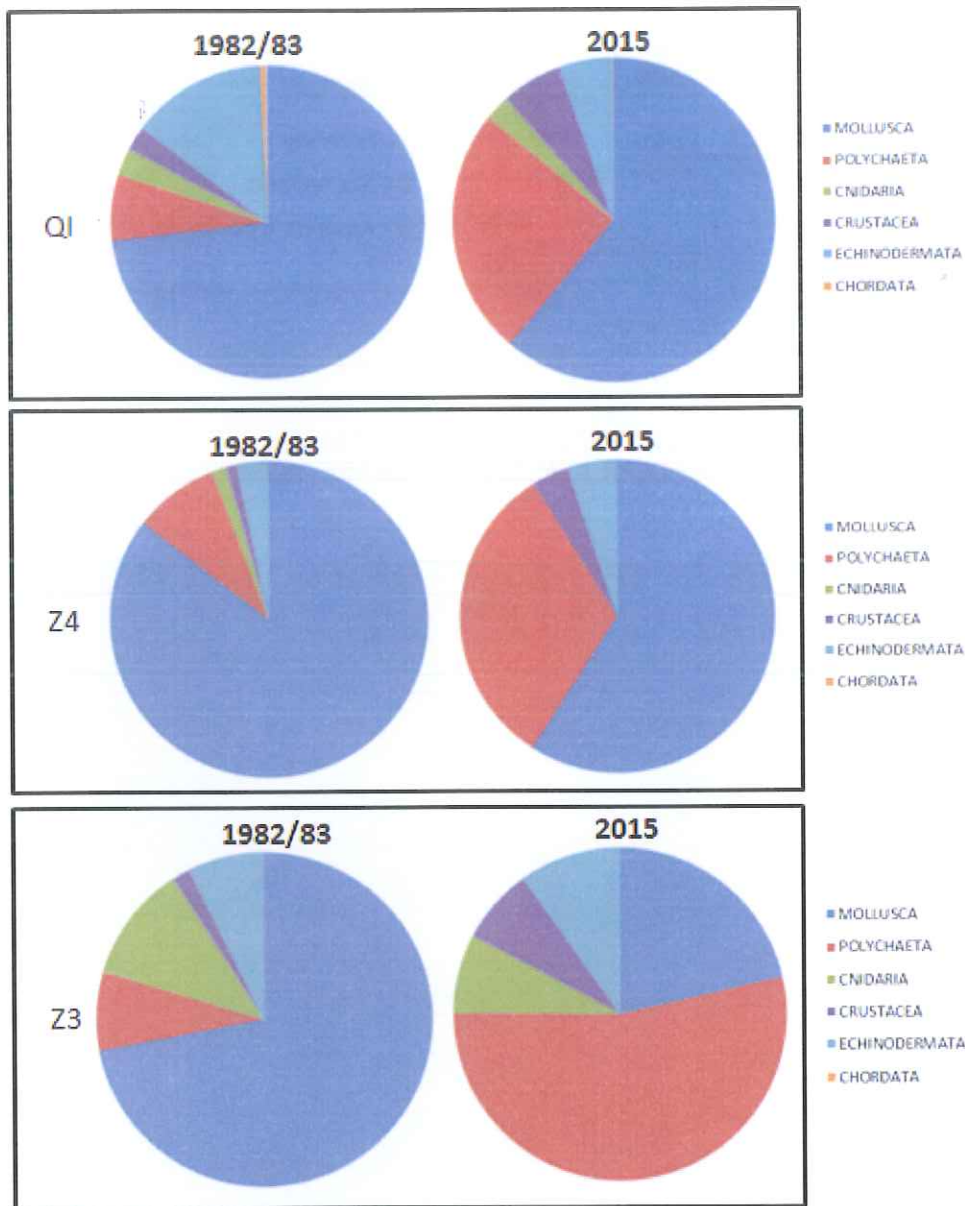 1982/83
2015
QI
MOLLUSCA
POLYCHAETA
CNIDARIA
CRUSTACEA
ECHINODERMATA
CHORDATA
1982/83
2015
Z4
MOLLUSCA
POLYCHAETA
CNIDARIA
CRUSTACEA
ECHINODERMATA
CHORDATA
1982/83
2015
Z3
MOLLUSCA
POLYCHAETA
CNIDARIA
CRUSTACEA
ECHINODERMATA
CHORDATA